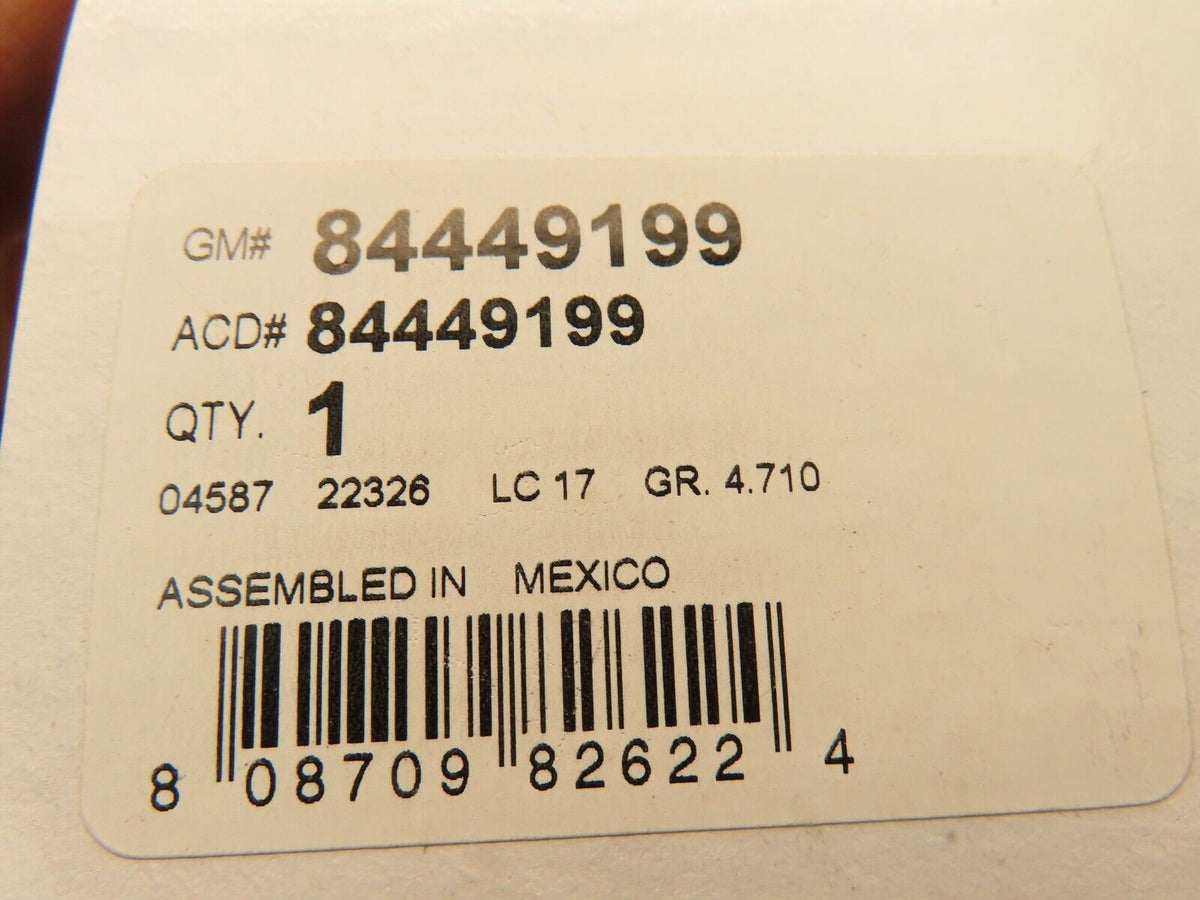 GM# 84449199
ACD# 84449199
QTY. 1
04587 22326 LC 17 GR. 4.710
ASSEMBLED IN MEXICO
8 08709 82622 4